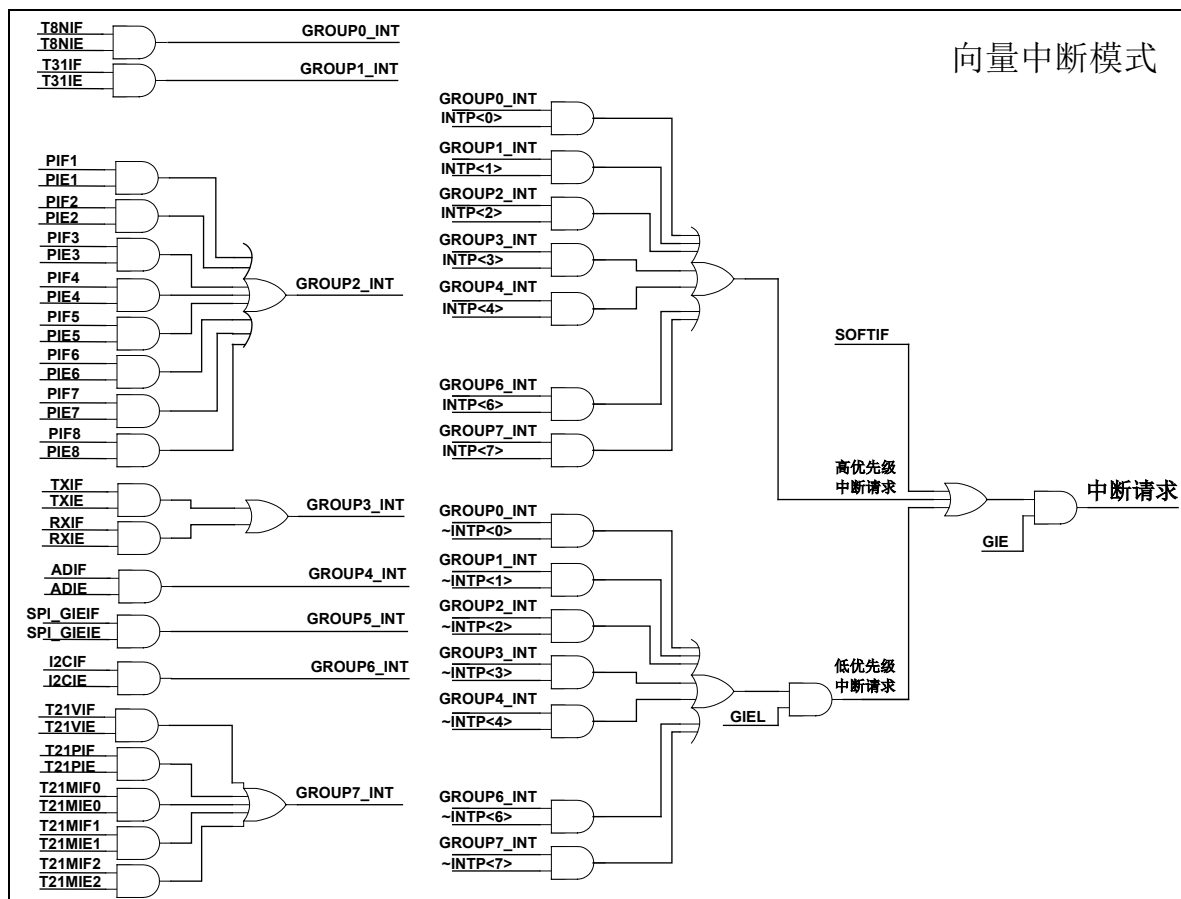 向量中断模式
T8NIF
T8NIE
GROUP0_INT
T31IF
T31IE
GROUP1_INT
PIF1
PIE1
PIF2
PIE2
PIF3
PIE3
PIF4
PIE4
PIF5
PIE5
PIF6
PIE6
PIF7
PIE7
PIF8
PIE8
GROUP2_INT
TXIF
TXIE
RXIF
RXIE
GROUP3_INT
ADIF
ADIE
GROUP4_INT
SPI_GIEIF
SPI_GIEIE
GROUP5_INT
I2CIF
I2CIE
GROUP6_INT
T21VIF
T21VIE
T21PIF
T21PIE
T21MIF0
T21MIE0
T21MIF1
T21MIE1
T21MIF2
T21MIE2
GROUP7_INT
GROUP0_INT
INTP<0>
GROUP1_INT
INTP<1>
GROUP2_INT
INTP<2>
GROUP3_INT
INTP<3>
GROUP4_INT
INTP<4>
GROUP6_INT
INTP<6>
GROUP7_INT
INTP<7>
GROUP0_INT
~INTP<0>
GROUP1_INT
~INTP<1>
GROUP2_INT
~INTP<2>
GROUP3_INT
~INTP<3>
GROUP4_INT
~INTP<4>
GROUP6_INT
~INTP<6>
GROUP7_INT
~INTP<7>
GIEL
SOFTIF
高优先级
中断请求
低优先级
中断请求
GIE
中断请求